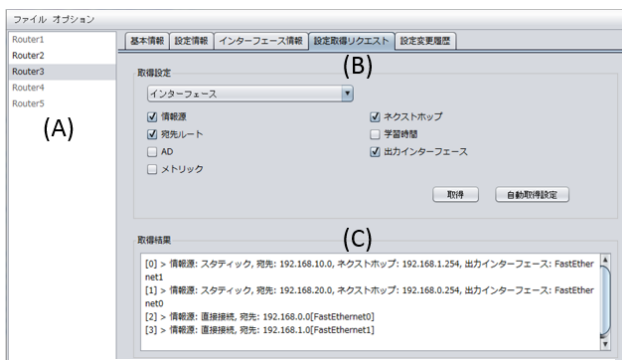 ファイル オプション
Router1
Router2
Router3
Router4
Router5
(A)
基本情報 設定情報 インターフェース情報 設定取得リクエスト 設定変更履歴
(B)
取得設定
インターフェース
情報源 ネクストホップ
宛先ルート 学習時間
AD 出力インターフェース
メトリック
取得 自動取得設定
取得結果
(C)
[0] > 情報源: スタティック, 宛先: 192.168.10.0, ネクストホップ: 192.168.1.254, 出力インターフェース: FastEther
net1
[1] > 情報源: スタティック, 宛先: 192.168.20.0, ネクストホップ: 192.168.0.254, 出力インターフェース: FastEther
net0
[2] > 情報源: 直接接続, 宛先: 192.168.0.0[FastEthernet0]
[3] > 情報源: 直接接続, 宛先: 192.168.1.0[FastEthernet1]